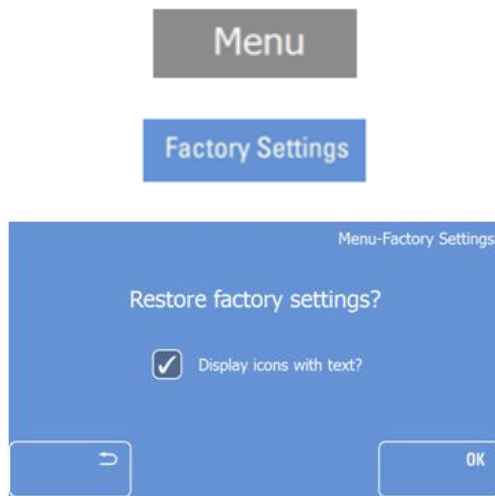 Menu
Factory Settings
Menu-Factory Settings
Restore factory settings?
Display icons with text?
OK